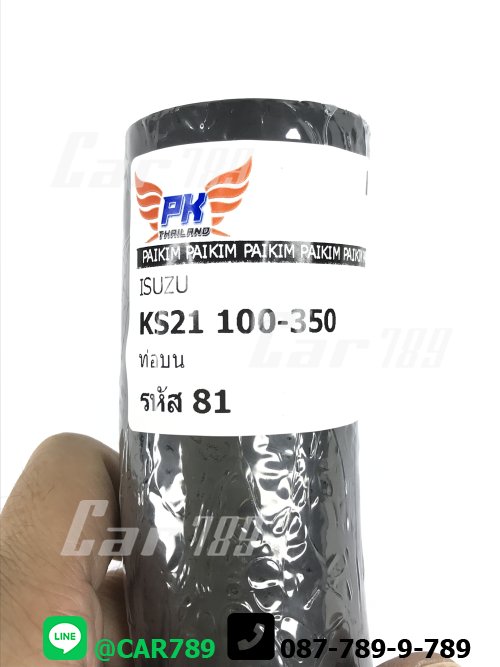 Car789
PK
THAILAND
PAIKIM PAIKIM PAIKIM PAIKIM PAIKIM
ISUZU
KS21 100-350
Car789
ท่อบน
รหัส 81
Car789
LINE
@CAR789
087-789-9-789